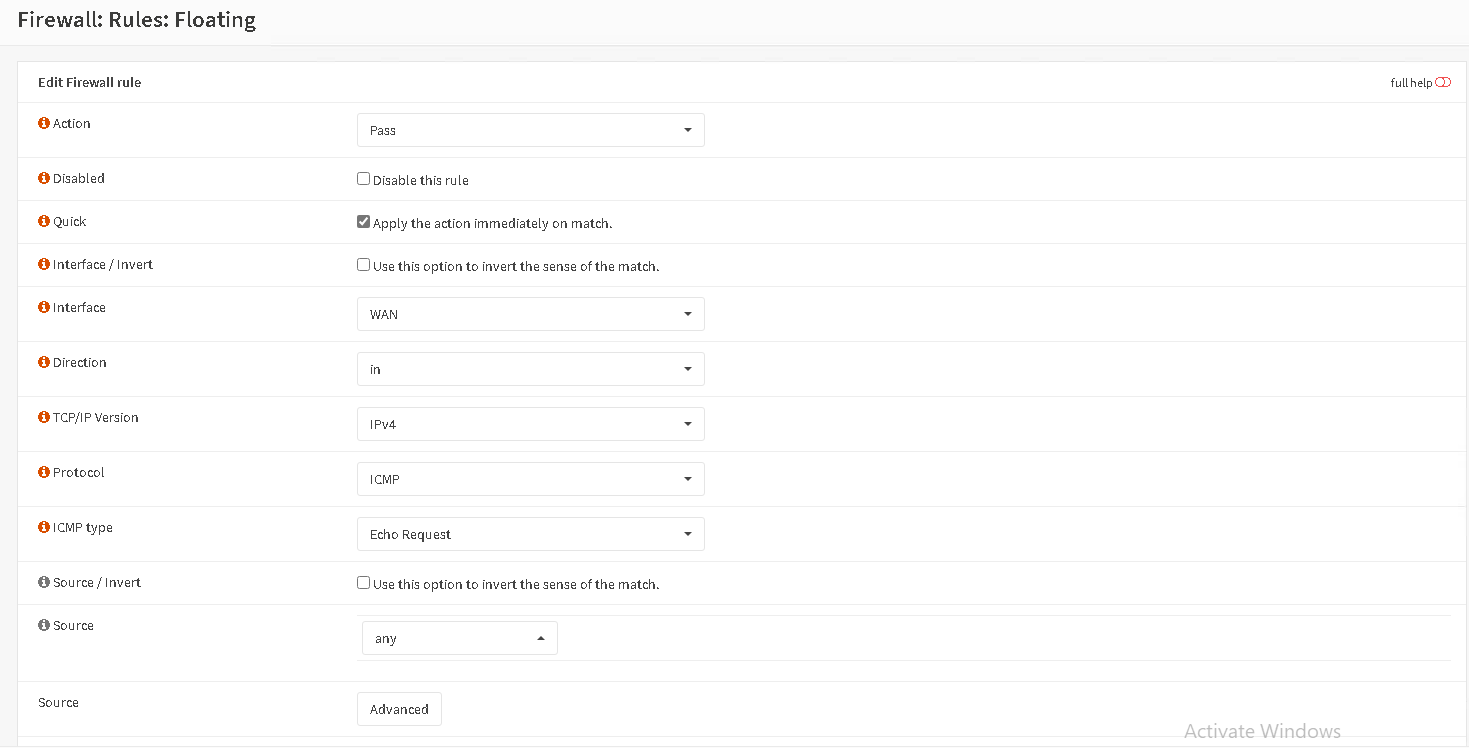 Firewall: Rules: Floating
Edit Firewall rule
full help
Action
Pass
Disabled
Disable this rule
Quick
Apply the action immediately on match.
Interface / Invert
Use this option to invert the sense of the match.
Interface
WAN
Direction
in
TCP/IP Version
IPv4
Protocol
ICMP
ICMP type
Echo Request
Source / Invert
Use this option to invert the sense of the match.
Source
any
Source
Advanced
Activate Windows